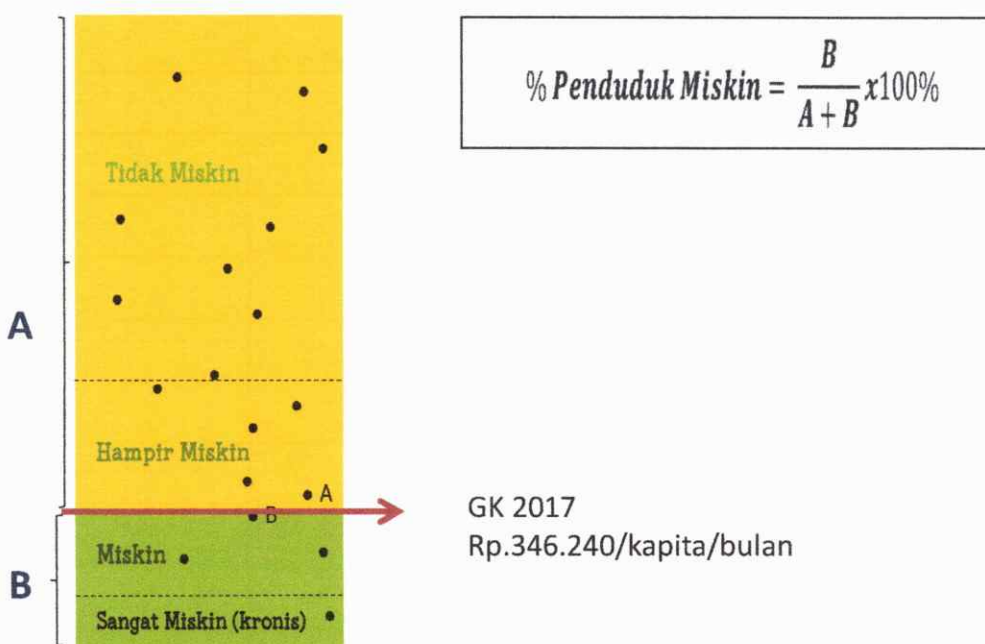 % Penduduk Miskin = B / A + B x100%
Tidak Miskin
A
Hampir Miskin
A
B
GK 2017
Rp.346.240/kapita/bulan
Miskin
B
Sangat Miskin (kronis)